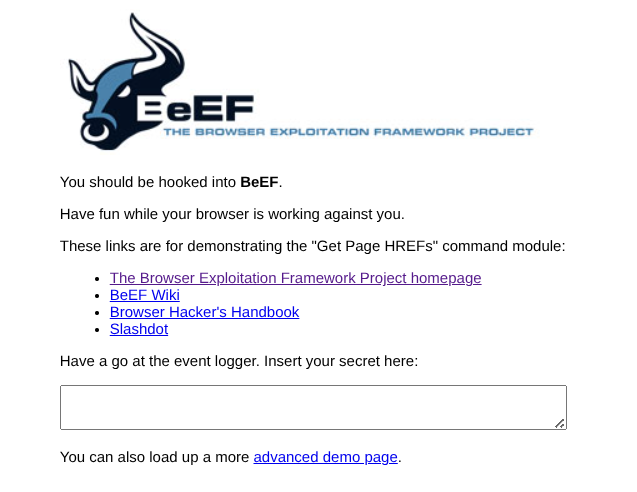 BeEF
THE BROWSER EXPLOITATION FRAMEWORK PROJECT
You should be hooked into BeEF.
Have fun while your browser is working against you.
These links are for demonstrating the "Get Page HREFs" command module:
The Browser Exploitation Framework Project homepage
BeEF Wiki
Browser Hacker's Handbook
Slashdot
Have a go at the event logger. Insert your secret here:
You can also load up a more advanced demo page.